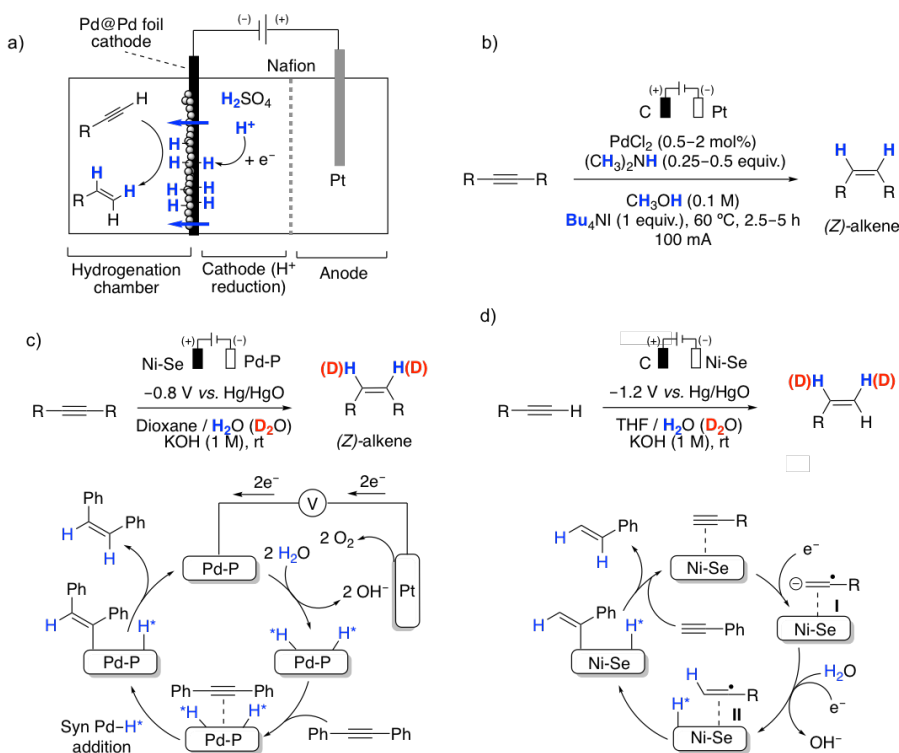 a)
Pd@Pd foil
cathode
(−)
(+)
Nafion
H
R
H
R
H
H
H
H
H
H
H
H
H₂SO₄
H⁺
+ e⁻
Pt
Hydrogenation
chamber
Cathode (H⁺
reduction)
Anode
b)
(+)
(−)
C
Pt
PdCl₂ (0.5–2 mol%)
(CH₃)₂NH (0.25–0.5 equiv.)
R
R
CH₃OH (0.1 M)
Bu₄NI (1 equiv.), 60 ºC, 2.5–5 h
100 mA
H
H
R
R
(Z)-alkene
c)
(+)
(−)
Ni-Se
Pd-P
R
R
−0.8 V vs. Hg/HgO
Dioxane / H₂O (D₂O)
KOH (1 M), rt
(D)H
H(D)
R
R
(Z)-alkene
2e⁻
2e⁻
V
Ph
Ph
H
H
Pd-P
2 H₂O
2 O₂
2 OH⁻
Pt
Ph
Ph
H
H*
Pd-P
*H
H*
Pd-P
Ph
Ph
*H
H*
Pd-P
Syn Pd–H*
addition
Ph
Ph
d)
(+)
(−)
C
Ni-Se
R
H
−1.2 V vs. Hg/HgO
THF / H₂O (D₂O)
KOH (1 M), rt
(D)H
H(D)
R
H
H
Ph
H
R
Ni-Se
e⁻
⊖
•
R
I
Ni-Se
Ph
H
Ph
H*
Ni-Se
H₂O
e⁻
OH⁻
H
•
R
H*
II
Ni-Se